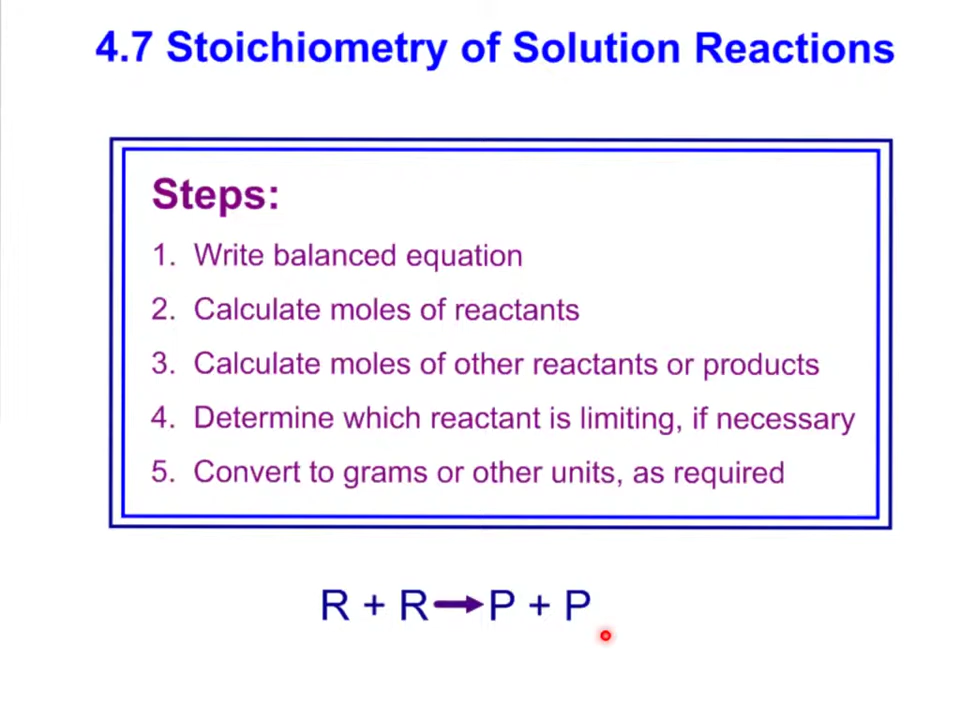 4.7 Stoichiometry of Solution Reactions
Steps:
1. Write balanced equation
2. Calculate moles of reactants
3. Calculate moles of other reactants or products
4. Determine which reactant is limiting, if necessary
5. Convert to grams or other units, as required
R + R → P + P